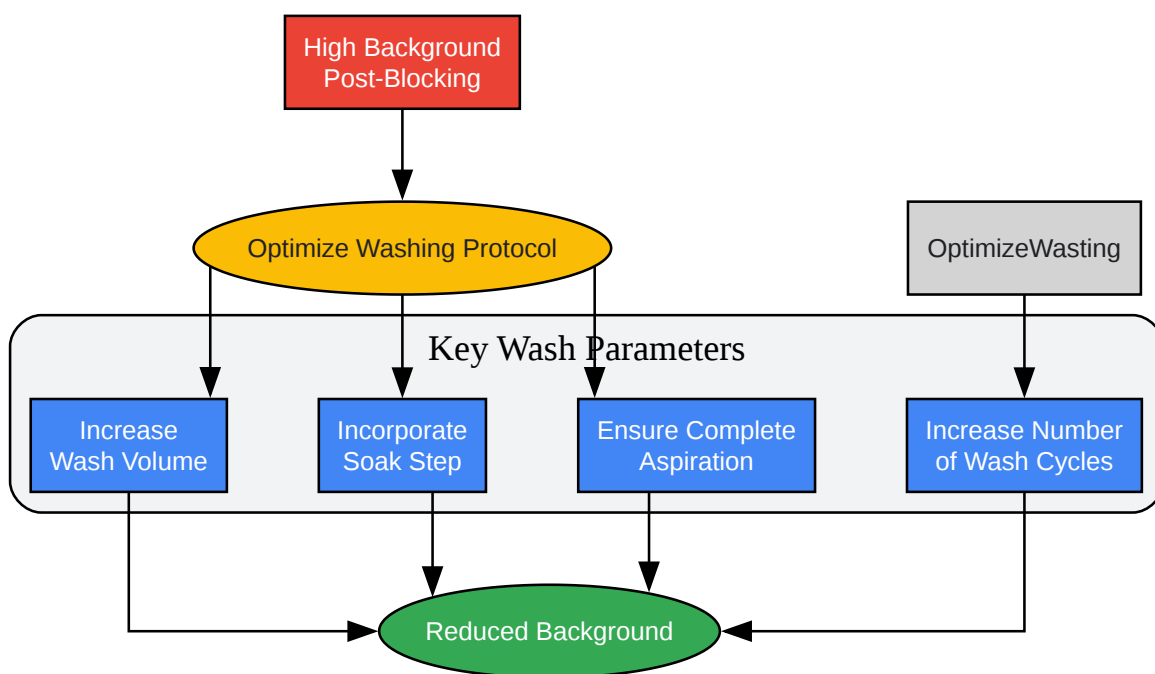 High Background
Post-Blocking
Optimize Washing Protocol
OptimizeWasting
Key Wash Parameters
Increase
Wash Volume
Incorporate
Soak Step
Ensure Complete
Aspiration
Increase Number
of Wash Cycles
Reduced Background